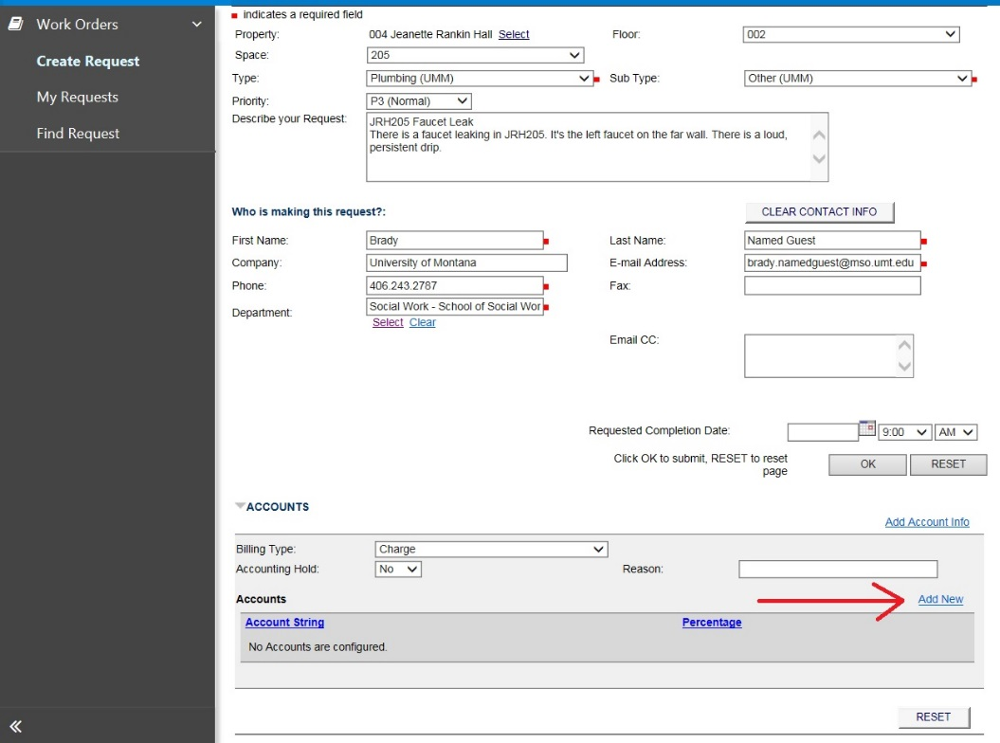 Work Orders
Create Request
My Requests
Find Request
indicates a required field
Property: 004 Jeanette Rankin Hall Select Floor: 002
Space: 205
Type: Plumbing (UMM) Sub Type: Other (UMM)
Priority: P3 (Normal)
Describe your Request: JRH205 Faucet Leak
There is a faucet leaking in JRH205. It's the left faucet on the far wall. There is a loud,
persistent drip.
Who is making this request?: CLEAR CONTACT INFO
First Name: Brady Last Name: Named Guest
Company: University of Montana E-mail Address: brady.namedguest@mso.umt.edu
Phone: 406.243.2787 Fax:
Department: Social Work - School of Social Wor
Select Clear
Email CC:
Requested Completion Date: 9:00 AM
Click OK to submit, RESET to reset
page
OK RESET
ACCOUNTS
Add Account Info
Billing Type: Charge
Accounting Hold: No Reason:
Accounts Add New
Account String Percentage
No Accounts are configured.
RESET